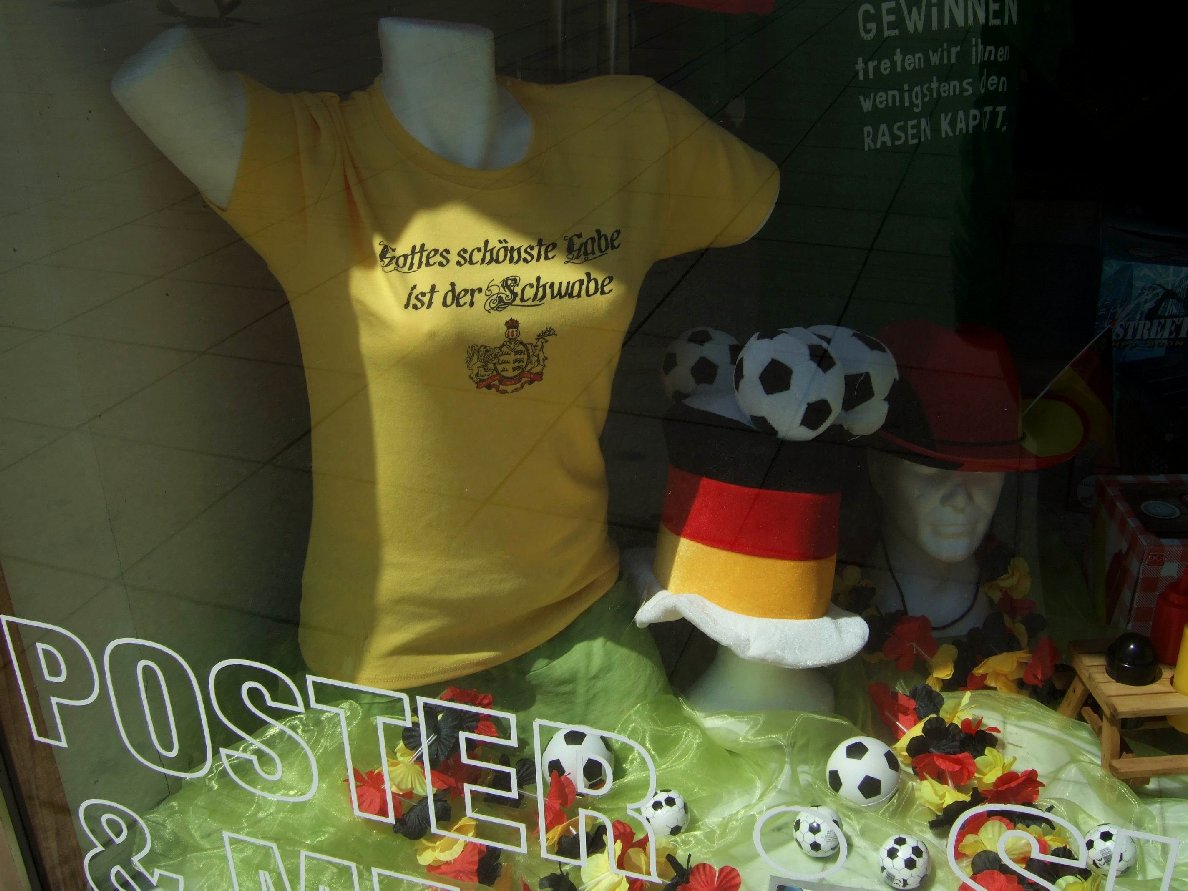 GEWiNNEN
treten wir ihnen
wenigstens den
RASEN KAPUTT.
Gottes schönste Gabe
ist der Schwabe
STREET
POSTER
&